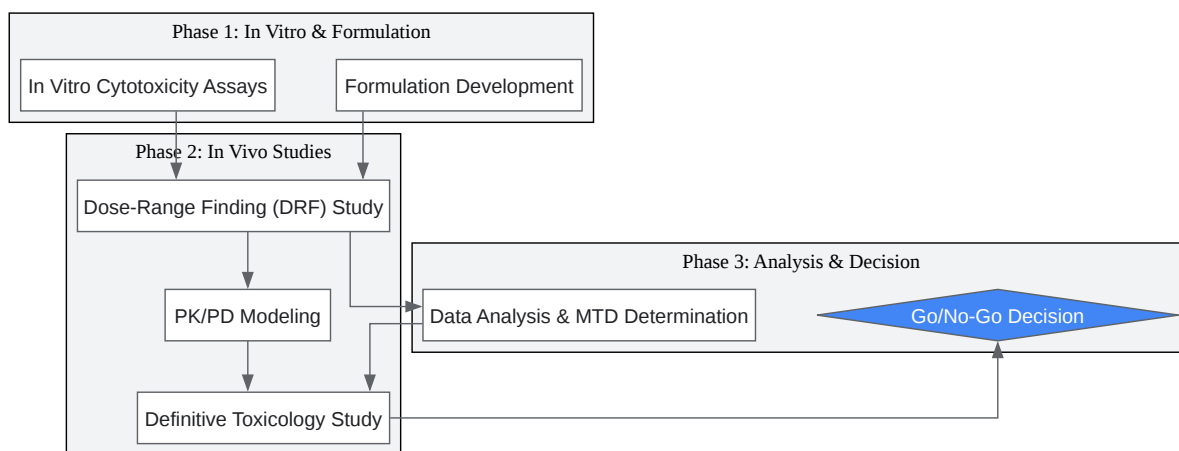 Phase 1: In Vitro & Formulation
In Vitro Cytotoxicity Assays
Formulation Development
Phase 2: In Vivo Studies
Dose-Range Finding (DRF) Study
Phase 3: Analysis & Decision
PK/PD Modeling
Data Analysis & MTD Determination
Go/No-Go Decision
Definitive Toxicology Study